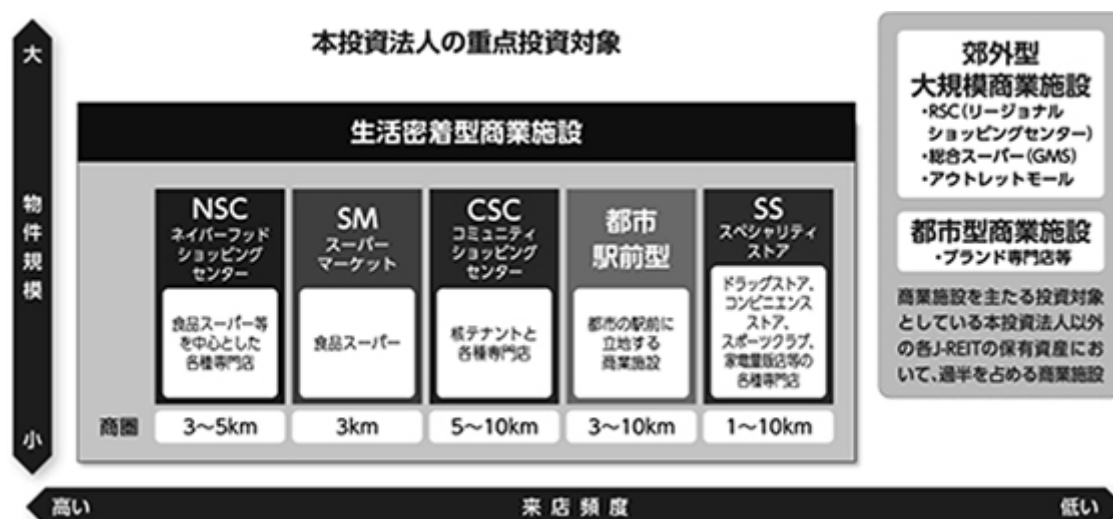 大
物件規模
小
本投資法人の重点投資対象
生活密着型商業施設
NSC
ネイバーフッド
ショッピング
センター
食品スーパー等
を中心とした
各種専門店
SM
スーパー
マーケット
食品スーパー
CSC
コミュニティ
ショッピング
センター
核テナントと
各種専門店
都市
駅前型
都市の駅前に
立地する
商業施設
SS
スペシャリティ
ストア
ドラッグストア、
コンビニエンス
ストア、
スポーツクラブ、
家電量販店等の
各種専門店
商圏
3～5km
3km
5～10km
3～10km
1～10km
郊外型
大規模商業施設
・RSC(リージョナル
ショッピングセンター)
・総合スーパー(GMS)
・アウトレットモール
都市型商業施設
・ブランド専門店等
商業施設を主たる投資対象
としている本投資法人以外
の各J-REITの保有資産にお
いて、過半を占める商業施設
高い
来店頻度
低い